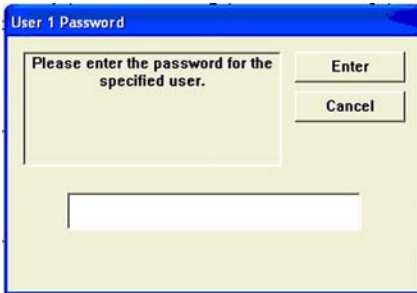 User 1 Password
Please enter the password for the
specified user.
Enter
Cancel